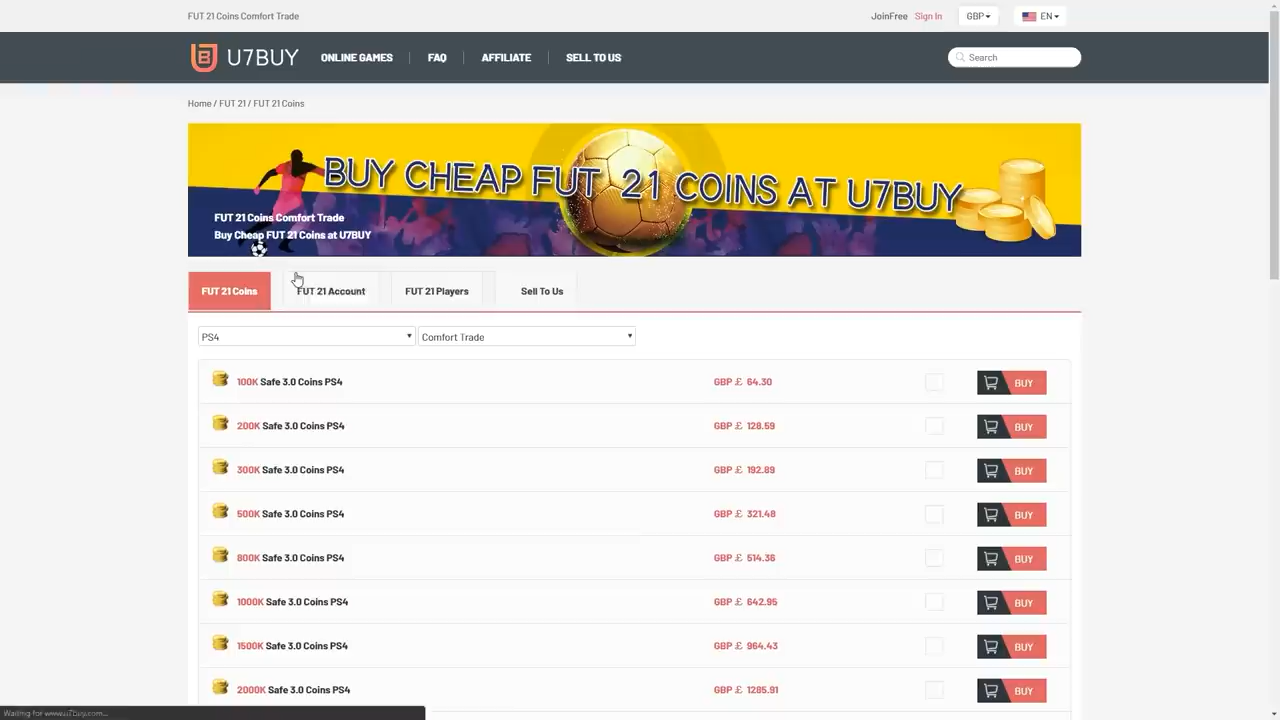 FUT 21 Coins Comfort Trade
JoinFree Sign In GBP EN
U7BUY ONLINE GAMES FAQ AFFILIATE SELL TO US Search
Home / FUT 21 / FUT 21 Coins
BUY CHEAP FUT 21 COINS AT U7BUY
FUT 21 Coins Comfort Trade
Buy Cheap FUT 21 Coins at U7BUY
FUT 21 Coins FUT 21 Account FUT 21 Players Sell To Us
PS4 Comfort Trade
100K Safe 3.0 Coins PS4 GBP £ 64.30 BUY
200K Safe 3.0 Coins PS4 GBP £ 128.59 BUY
300K Safe 3.0 Coins PS4 GBP £ 192.89 BUY
500K Safe 3.0 Coins PS4 GBP £ 321.48 BUY
800K Safe 3.0 Coins PS4 GBP £ 514.36 BUY
1000K Safe 3.0 Coins PS4 GBP £ 642.95 BUY
1500K Safe 3.0 Coins PS4 GBP £ 964.43 BUY
2000K Safe 3.0 Coins PS4 GBP £ 1285.91 BUY
Waiting for www.u7buy.com...